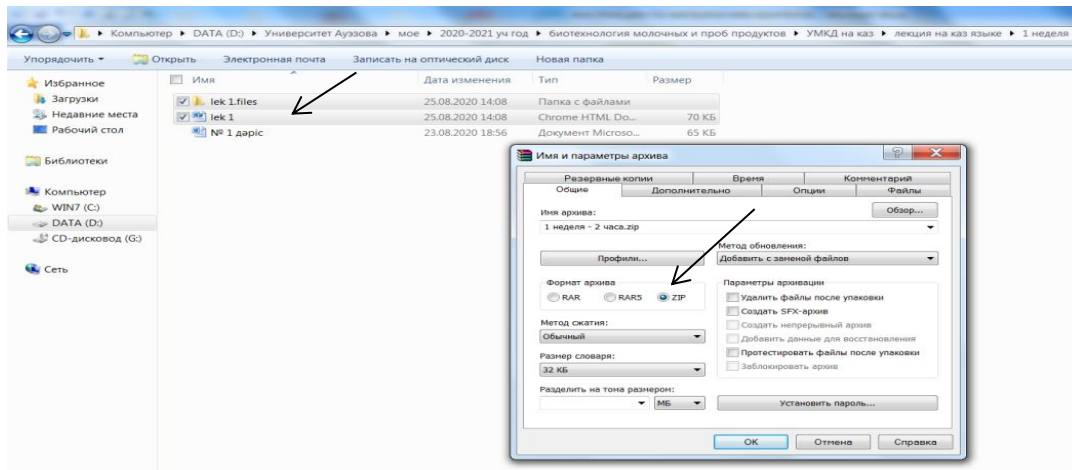 Компьютер ▸ DATA (D:) ▸ Университет Ауэзова ▸ мое ▸ 2020-2021 уч год ▸ биотехнология молочных и проб продуктов ▸ УМКД на каз ▸ лекция на каз языке ▸ 1 неделя
Упорядочить Открыть Электронная почта Записать на оптический диск Новая папка
Избранное
Загрузки
Недавние места
Рабочий стол
Библиотеки
Компьютер
WIN7 (C:)
DATA (D:)
CD-дисковод (G:)
Сеть
Имя Дата изменения Тип Размер
lek 1.files 25.08.2020 14:08 Папка с файлами
lek 1 25.08.2020 14:08 Chrome HTML Do... 70 КБ
№ 1 дәріс 23.08.2020 18:56 Документ Microso... 65 КБ
Имя и параметры архива
Резервные копии Время Комментарий
Общие Дополнительно Опции Файлы
Имя архива:
Обзор...
1 неделя - 2 часа.zip
Профили...
Метод обновления:
Добавить с заменой файлов
Формат архива
RAR RAR5 ZIP
Метод сжатия:
Обычный
Размер словаря:
32 КБ
Разделить на тома размером:
МБ
Параметры архивации
Удалить файлы после упаковки
Создать SFX-архив
Создать непрерывный архив
Добавить данные для восстановления
Протестировать файлы после упаковки
Заблокировать архив
Установить пароль...
ОК Отмена Справка